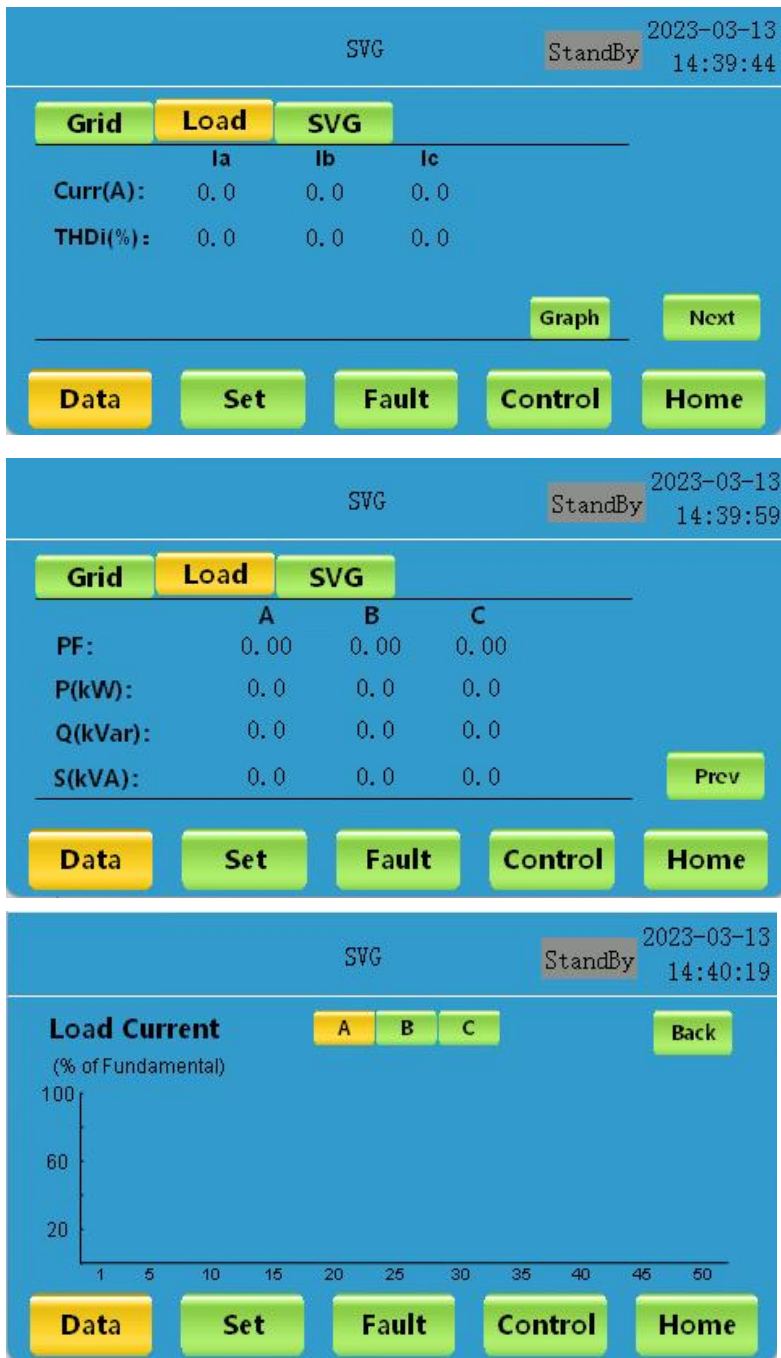 SVG StandBy 2023-03-13
14:39:44
Grid Load SVG
Ia Ib Ic
Curr(A): 0.0 0.0 0.0
THDi(%): 0.0 0.0 0.0
Graph Next
Data Set Fault Control Home
SVG StandBy 2023-03-13
14:39:59
Grid Load SVG
A B C
PF: 0.00 0.00 0.00
P(kW): 0.0 0.0 0.0
Q(kVar): 0.0 0.0 0.0
S(kVA): 0.0 0.0 0.0
Prev
Data Set Fault Control Home
SVG StandBy 2023-03-13
14:40:19
Load Current A B C Back
(% of Fundamental)
100
60
20
1 5 10 15 20 25 30 35 40 45 50
Data Set Fault Control Home